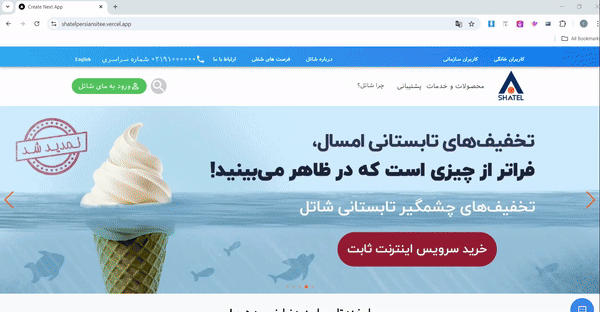 Create Next App
shatelpersiansitee.vercel.app
All Bookmark
کاربران خانگی
کاربران سازمانی
درباره شاتل
فرصت های شغلی
ارتباط با ما
۰۲۱۹۱۰۰۰۰۰۰ شماره سراسری
English
SHATEL
محصولات و خدمات
پشتیبانی
چرا شاتل؟
ورود به مای شاتل
تمدید شد
تخفیف‌های تابستانی امسال،
فراتر از چیزی است که در ظاهر می‌بینید!
تخفیف‌های چشمگیر تابستانی شاتل
خرید سرویس اینترنت ثابت